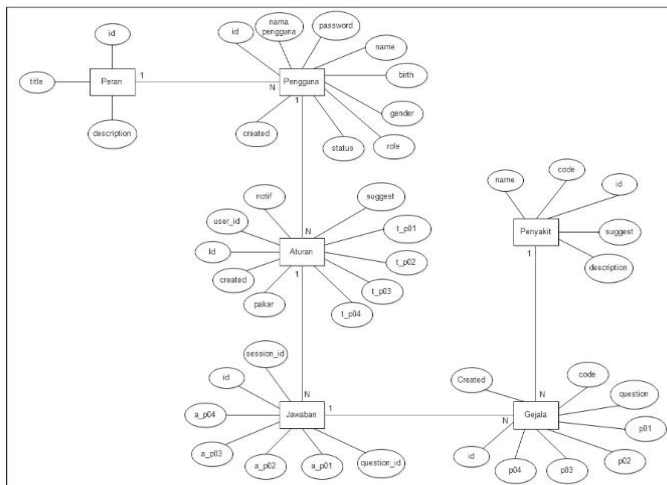 id
title
Peran
description
1
N
id
nama
pengguna
password
name
birth
gender
role
status
created
Pengguna
1
N
notif
suggest
user_id
Id
created
pakar
t_p01
t_p02
t_p03
t_p04
Aturan
1
N
session_id
id
a_p04
a_p03
a_p02
a_p01
question_id
Jawaban
1
N
name
code
id
suggest
description
Penyakit
1
N
Created
code
question
p01
p02
p03
p04
id
Gejala